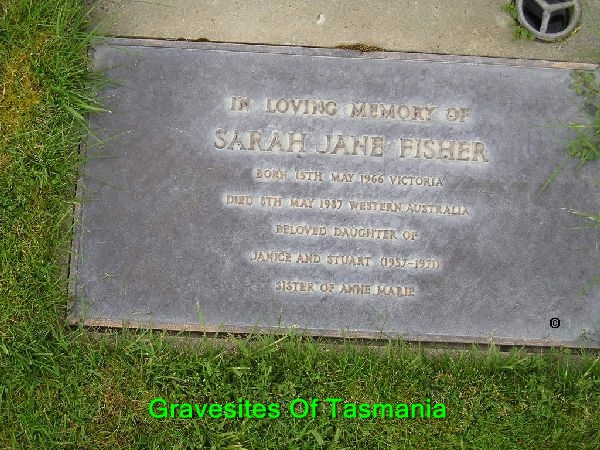 IN LOVING MEMORY OF
SARAH JANE FISHER
BORN 15TH MAY 1966 VICTORIA
DIED 8TH MAY 1987 WESTERN AUSTRALIA
BELOVED DAUGHTER OF
JANICE AND STUART (1937-1971)
SISTER OF ANNE MARIE
©
Gravesites Of Tasmania